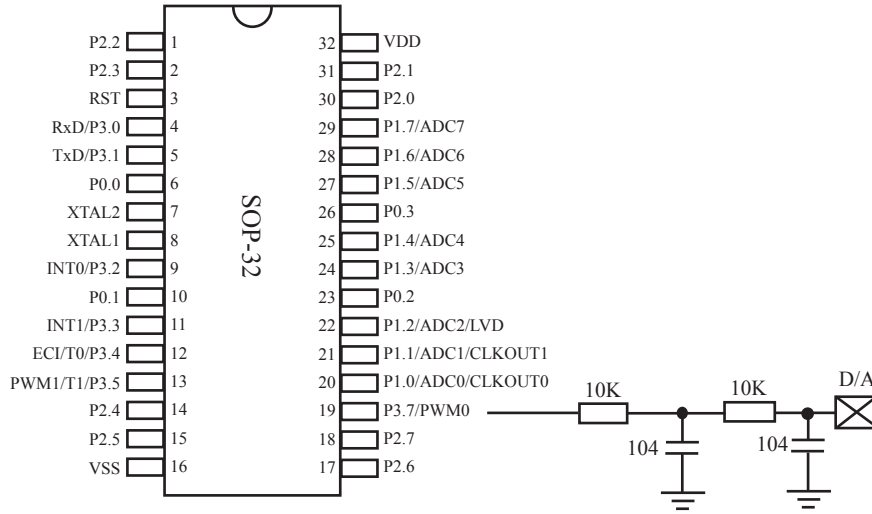 P2.2 1 32 VDD
P2.3 2 31 P2.1
RST 3 30 P2.0
RxD/P3.0 4 29 P1.7/ADC7
TxD/P3.1 5 28 P1.6/ADC6
P0.0 6 27 P1.5/ADC5
XTAL2 7 26 P0.3
XTAL1 8 25 P1.4/ADC4
INT0/P3.2 9 24 P1.3/ADC3
P0.1 10 23 P0.2
INT1/P3.3 11 22 P1.2/ADC2/LVD
ECI/T0/P3.4 12 21 P1.1/ADC1/CLKOUT1
PWM1/T1/P3.5 13 20 P1.0/ADC0/CLKOUT0
P2.4 14 19 P3.7/PWM0
P2.5 15 18 P2.7
VSS 16 17 P2.6
SOP-32
10K 10K D/A
104 104